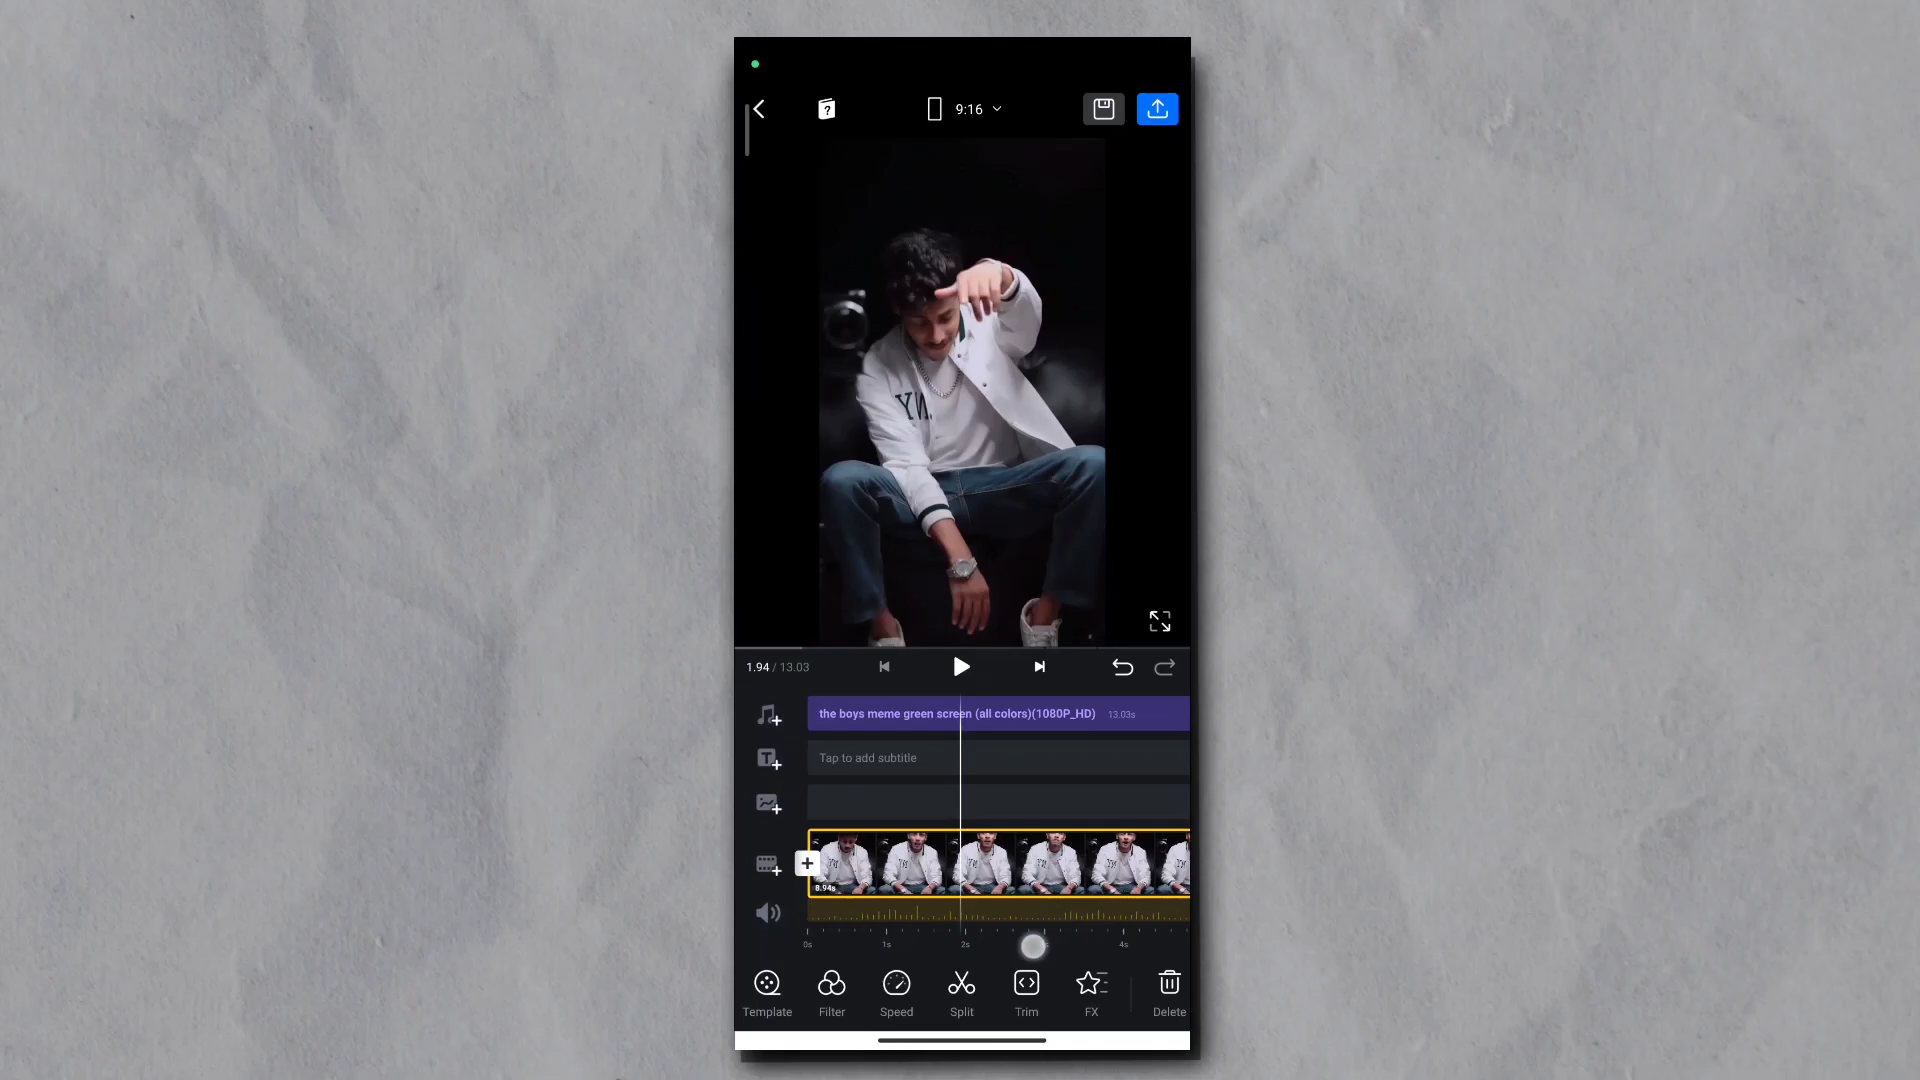 9:16
YN
1.94 / 13.03
the boys meme green screen (all colors)(1080P_HD) 13.03s
Tap to add subtitle
8.94s
0s 1s 2s 4s
Template Filter Speed Split Trim FX Delete